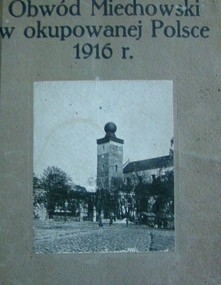 Obwód Miechowski
w okupowanej Polsce
1916 r.